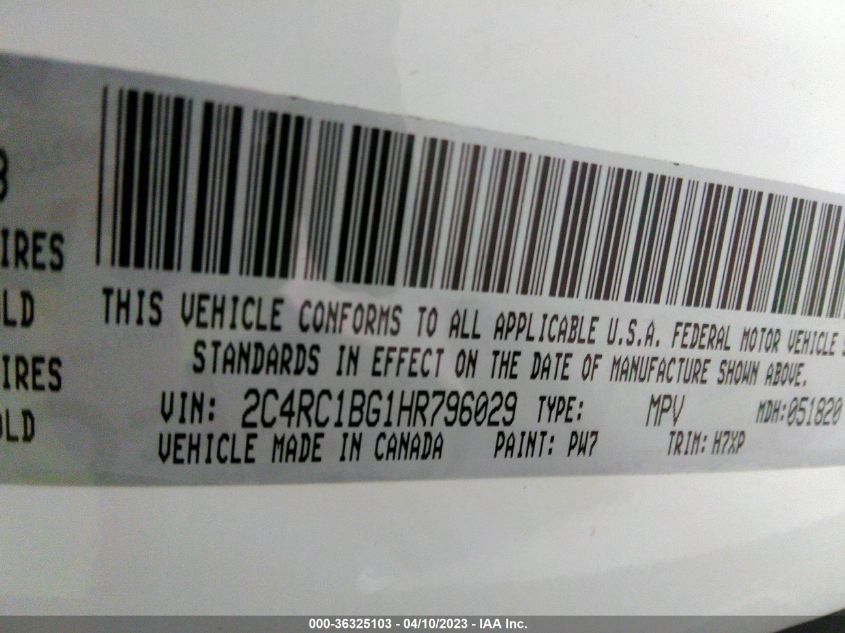 3
IRES
LD
IRES
OLD
THIS VEHICLE CONFORMS TO ALL APPLICABLE U.S.A. FEDERAL MOTOR VEHICLE S
STANDARDS IN EFFECT ON THE DATE OF MANUFACTURE SHOWN ABOVE.
VIN: 2C4RC1BG1HR796029 TYPE: MPV MDH:051820
VEHICLE MADE IN CANADA PAINT: PW7 TRIM: H7XP
000-36325103 - 04/10/2023 - IAA Inc.